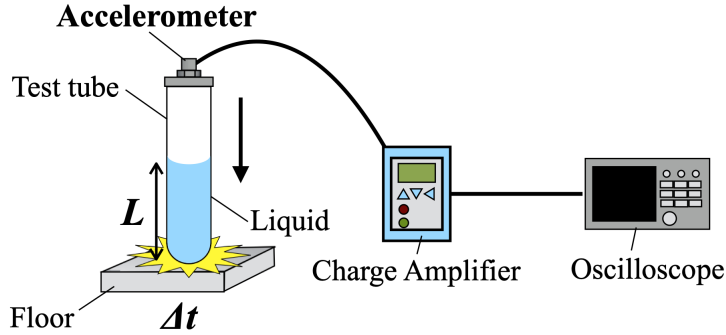 Accelerometer
Test tube
L
Liquid
Charge Amplifier
Oscilloscope
Floor
Δt